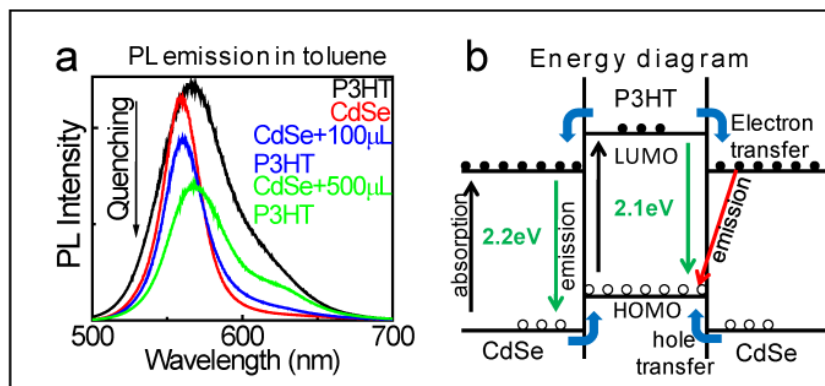 a
PL emission in toluene
P3HT
CdSe
CdSe+100μL
P3HT
CdSe+500μL
P3HT
Quenching
PL Intensity
500
600
700
Wavelength (nm)
b
Energy diagram
P3HT
Electron
transfer
LUMO
absorption
2.2eV
emission
2.1eV
emission
HOMO
CdSe
hole
transfer
CdSe